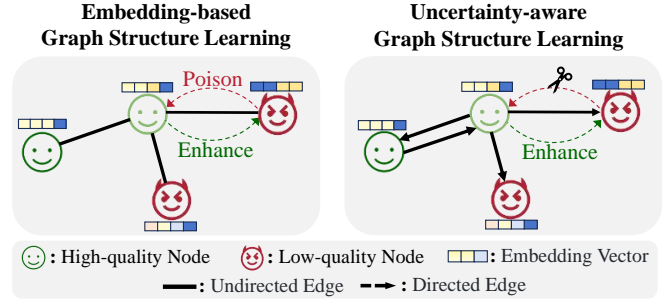 Embedding-based
Graph Structure Learning
Uncertainty-aware
Graph Structure Learning
Poison
Enhance
Enhance
: High-quality Node
: Low-quality Node
: Embedding Vector
: Undirected Edge
: Directed Edge